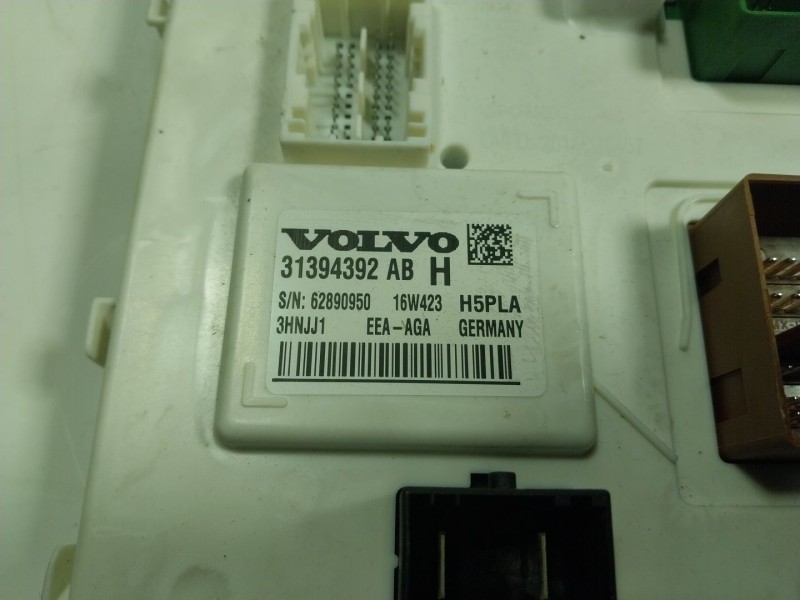 VOLVO
31394392 AB H
S/N: 62890950 16W423 H5PLA
3HNJJ1 EEA-AGA GERMANY